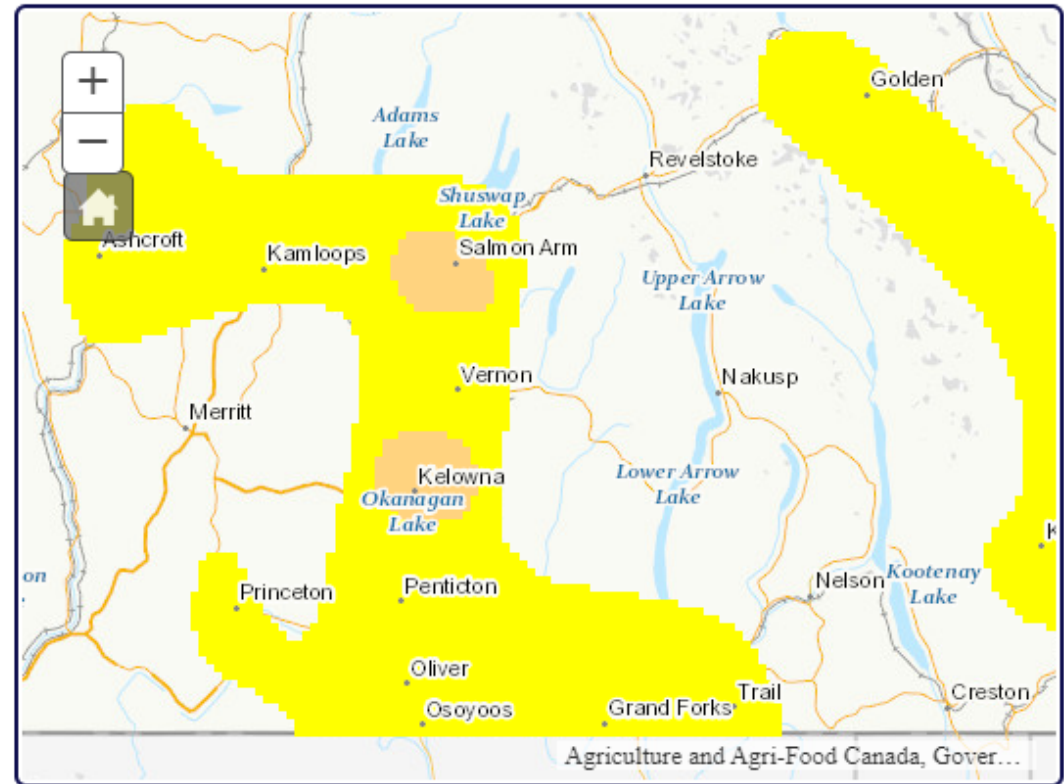 +
Golden
−
Adams
Lake
Revelstoke
Shuswap
Lake
Ashcroft
Kamloops
Salmon Arm
Upper Arrow
Lake
Vernon
Nakusp
Merritt
Kelowna
Okanagan
Lake
Lower Arrow
Lake
K
on
Princeton
Penticton
Nelson
Kootenay
Lake
Oliver
Osoyoos
Grand Forks
Trail
Creston
Agriculture and Agri-Food Canada, Gover...